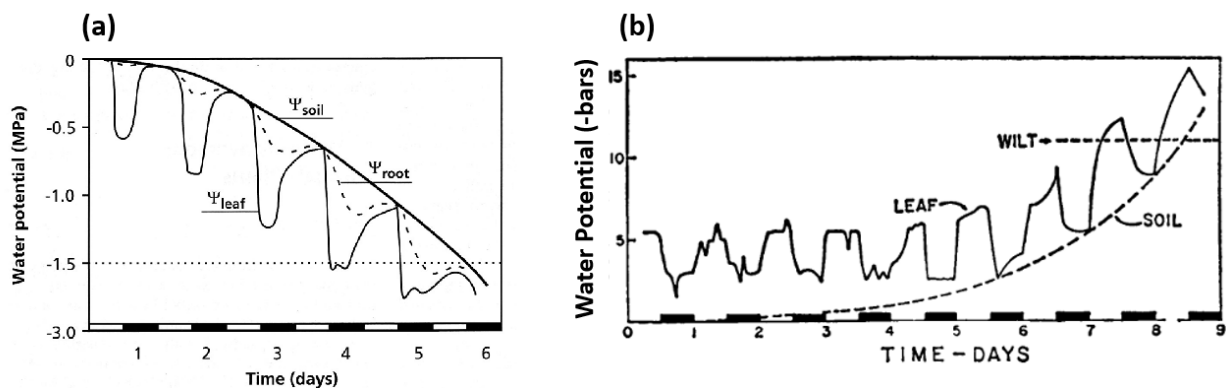 (a)
Water potential (MPa)
0
-0.5
-1.0
-1.5
-3.0
Ψsoil
Ψroot
Ψleaf
1 2 3 4 5 6
Time (days)
(b)
Water Potential (-bars)
15
10
5
WILT
LEAF
SOIL
0 1 2 3 4 5 6 7 8 9
TIME - DAYS